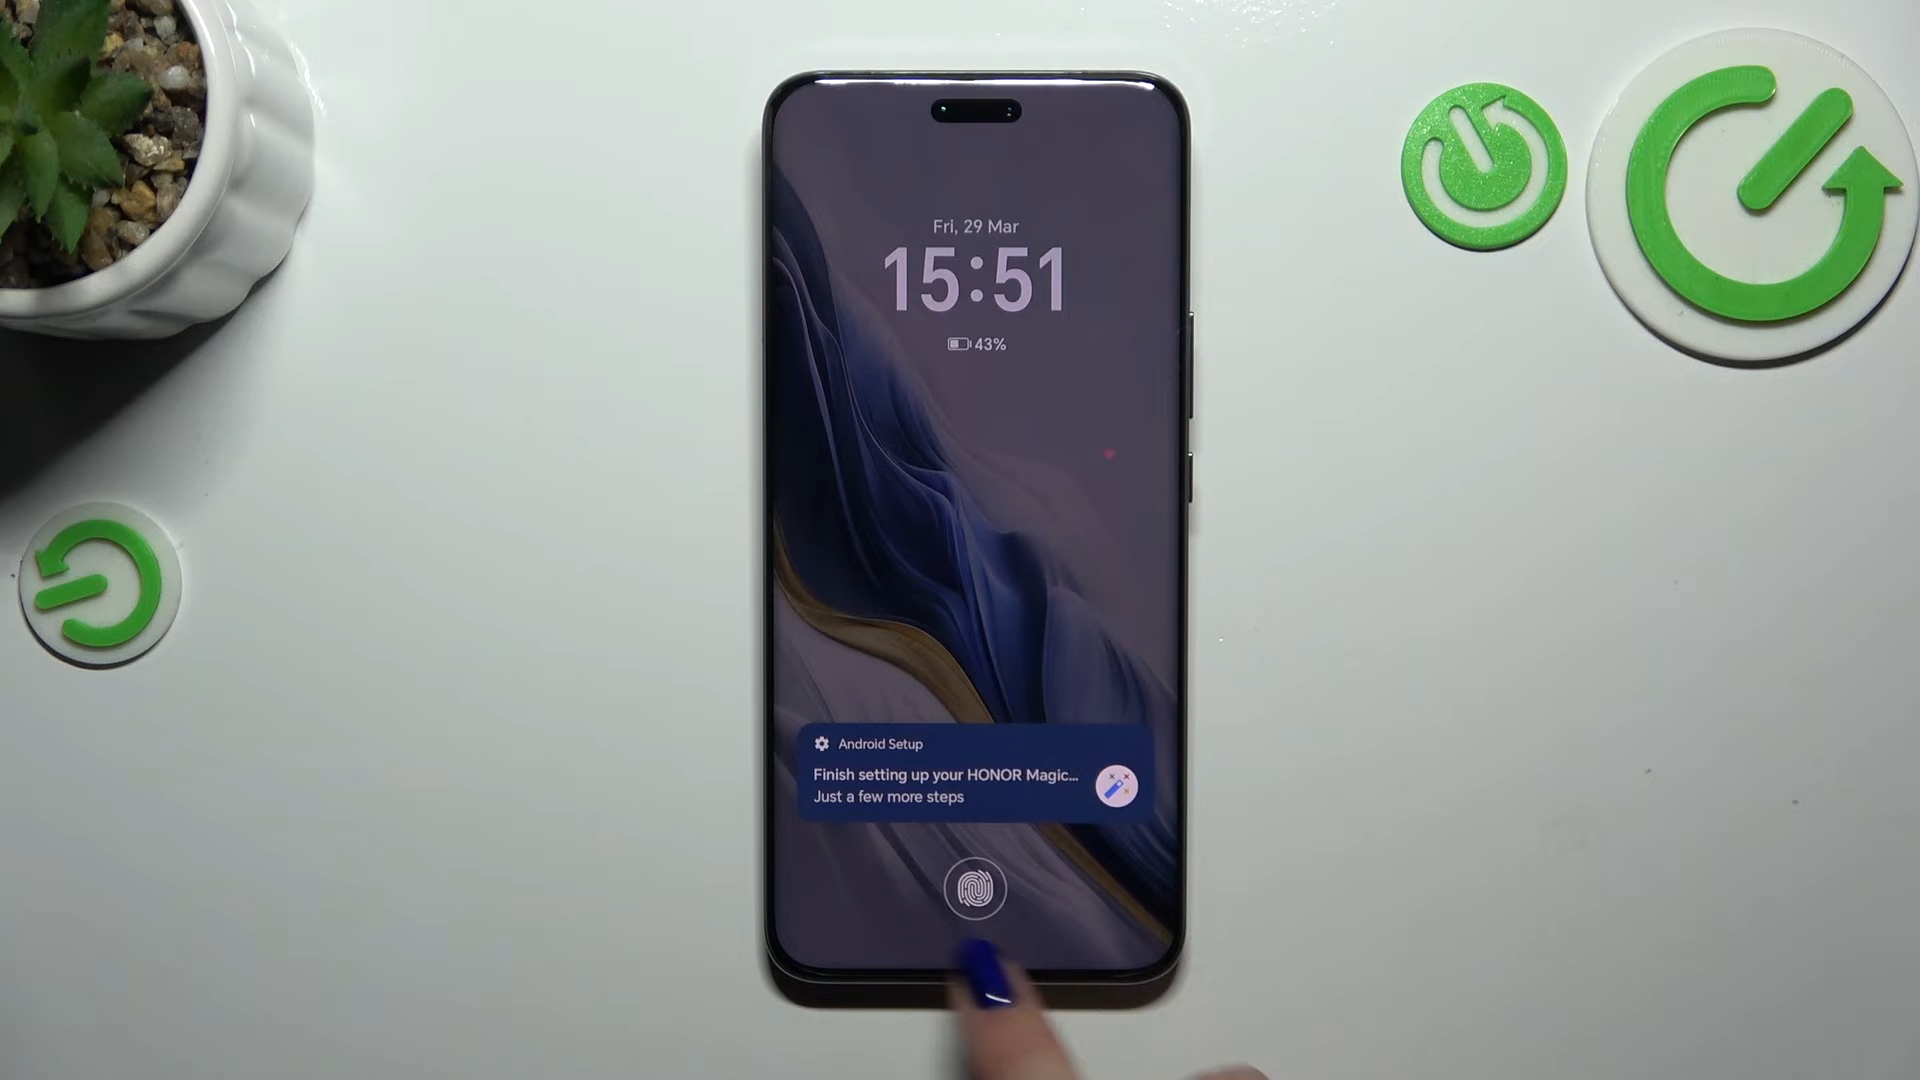 Fri, 29 Mar
15:51
43%
Android Setup
Finish setting up your HONOR Magic...
Just a few more steps